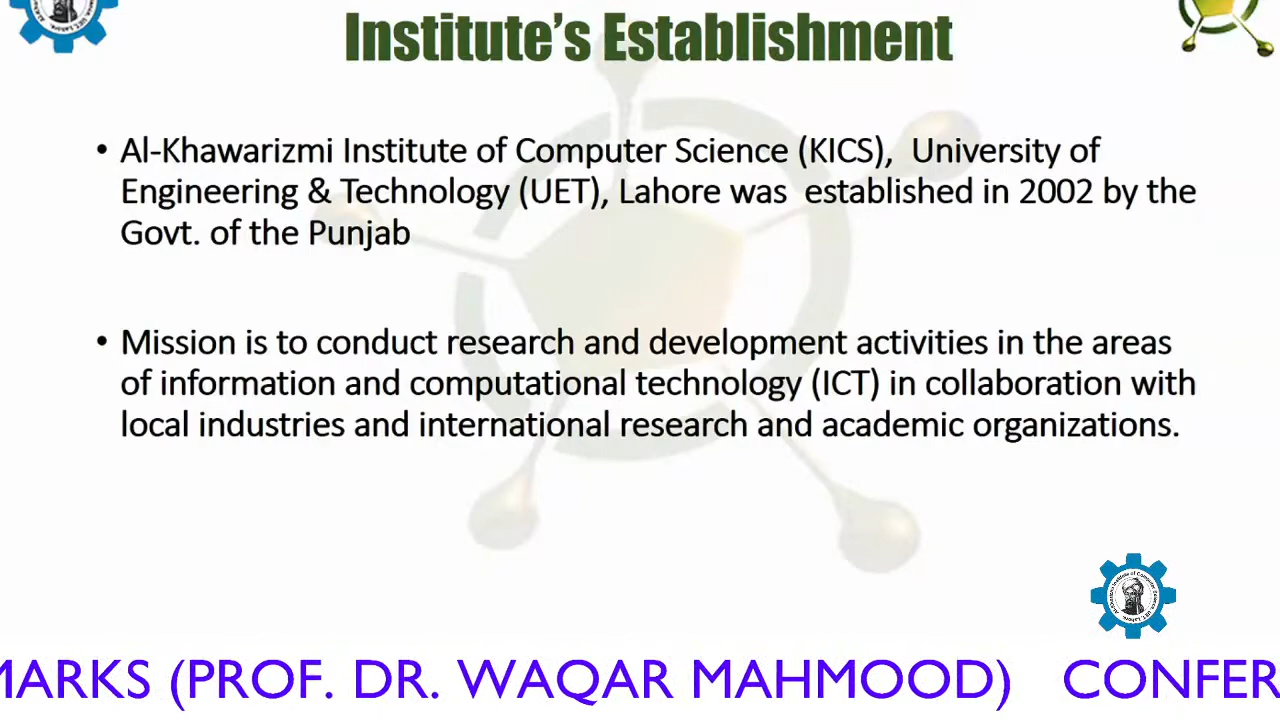 Institute’s Establishment
• Al-Khawarizmi Institute of Computer Science (KICS), University of
Engineering & Technology (UET), Lahore was established in 2002 by the
Govt. of the Punjab
• Mission is to conduct research and development activities in the areas
of information and computational technology (ICT) in collaboration with
local industries and international research and academic organizations.
MARKS (PROF. DR. WAQAR MAHMOOD) CONFER